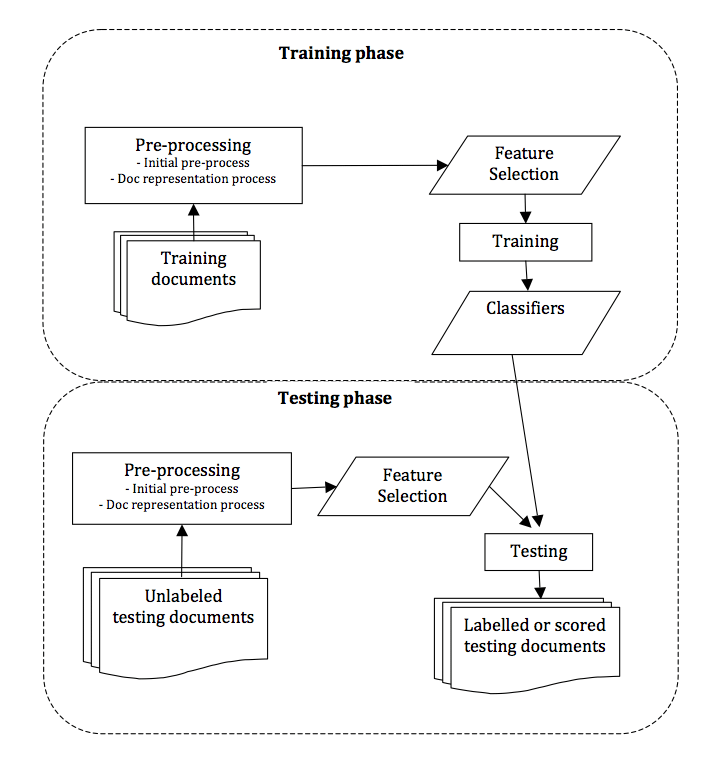 Training phase
Pre-processing
- Initial pre-process
- Doc representation process
Feature
Selection
Training
documents
Training
Classifiers
Testing phase
Pre-processing
- Initial pre-process
- Doc representation process
Feature
Selection
Testing
Unlabeled
testing documents
Labelled or scored
testing documents